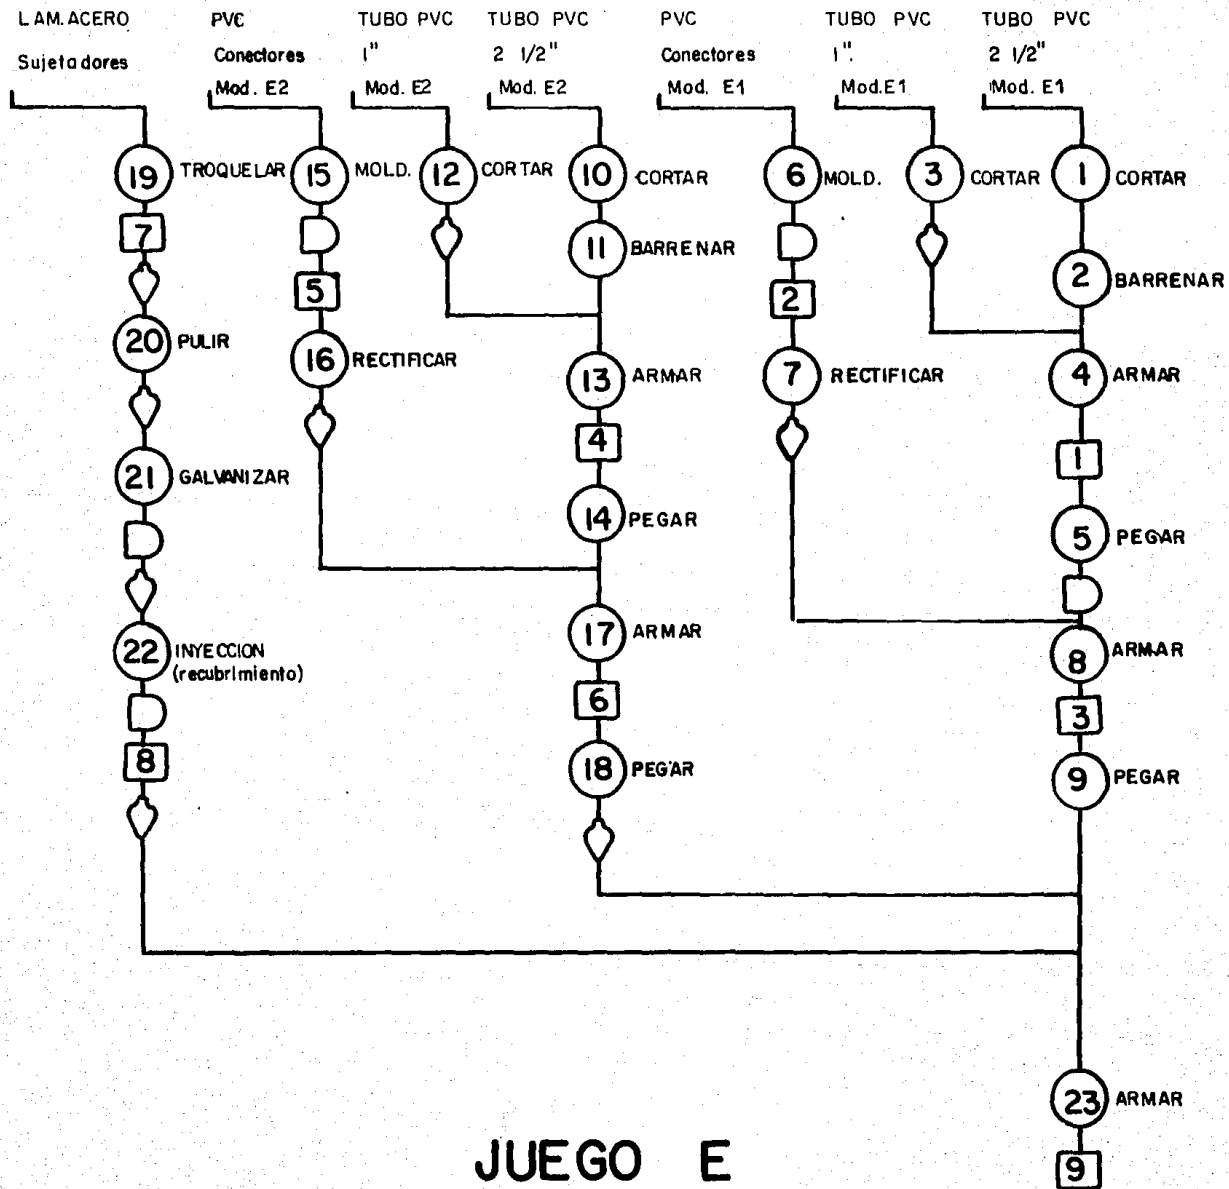 LAM. ACERO
Sujetadores
PVC
Conectores
Mod. E2
TUBO PVC
1"
Mod. E2
TUBO PVC
2 1/2"
Mod. E2
PVC
Conectores
Mod. E1
TUBO PVC
1".
Mod. E1
TUBO PVC
2 1/2"
Mod. E1
19 TROQUELAR
7
20 PULIR
21 GALVANIZAR
22 INYECCION
(recubrimiento)
8
15 MOLD.
5
16 RECTIFICAR
12 CORTAR
10 CORTAR
11 BARRENAR
13 ARMAR
4
14 PEGAR
17 ARMAR
6
18 PEGAR
6 MOLD.
2
7 RECTIFICAR
3 CORTAR
1 CORTAR
2 BARRENAR
4 ARMAR
1
5 PEGAR
8 ARMAR
3
9 PEGAR
23 ARMAR
9
JUEGO E